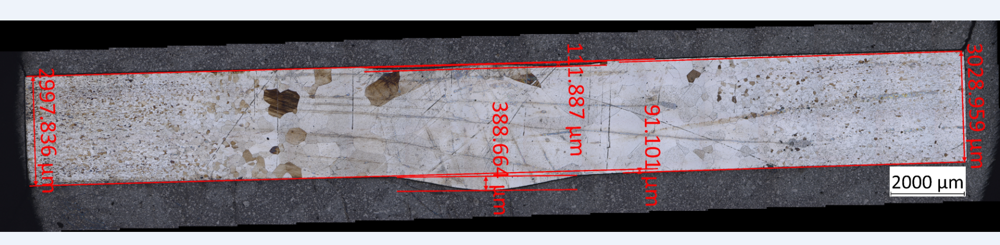 2997.836 µm
388.664 µm
111.887 µm
91.101 µm
3028.959 µm
2000 µm